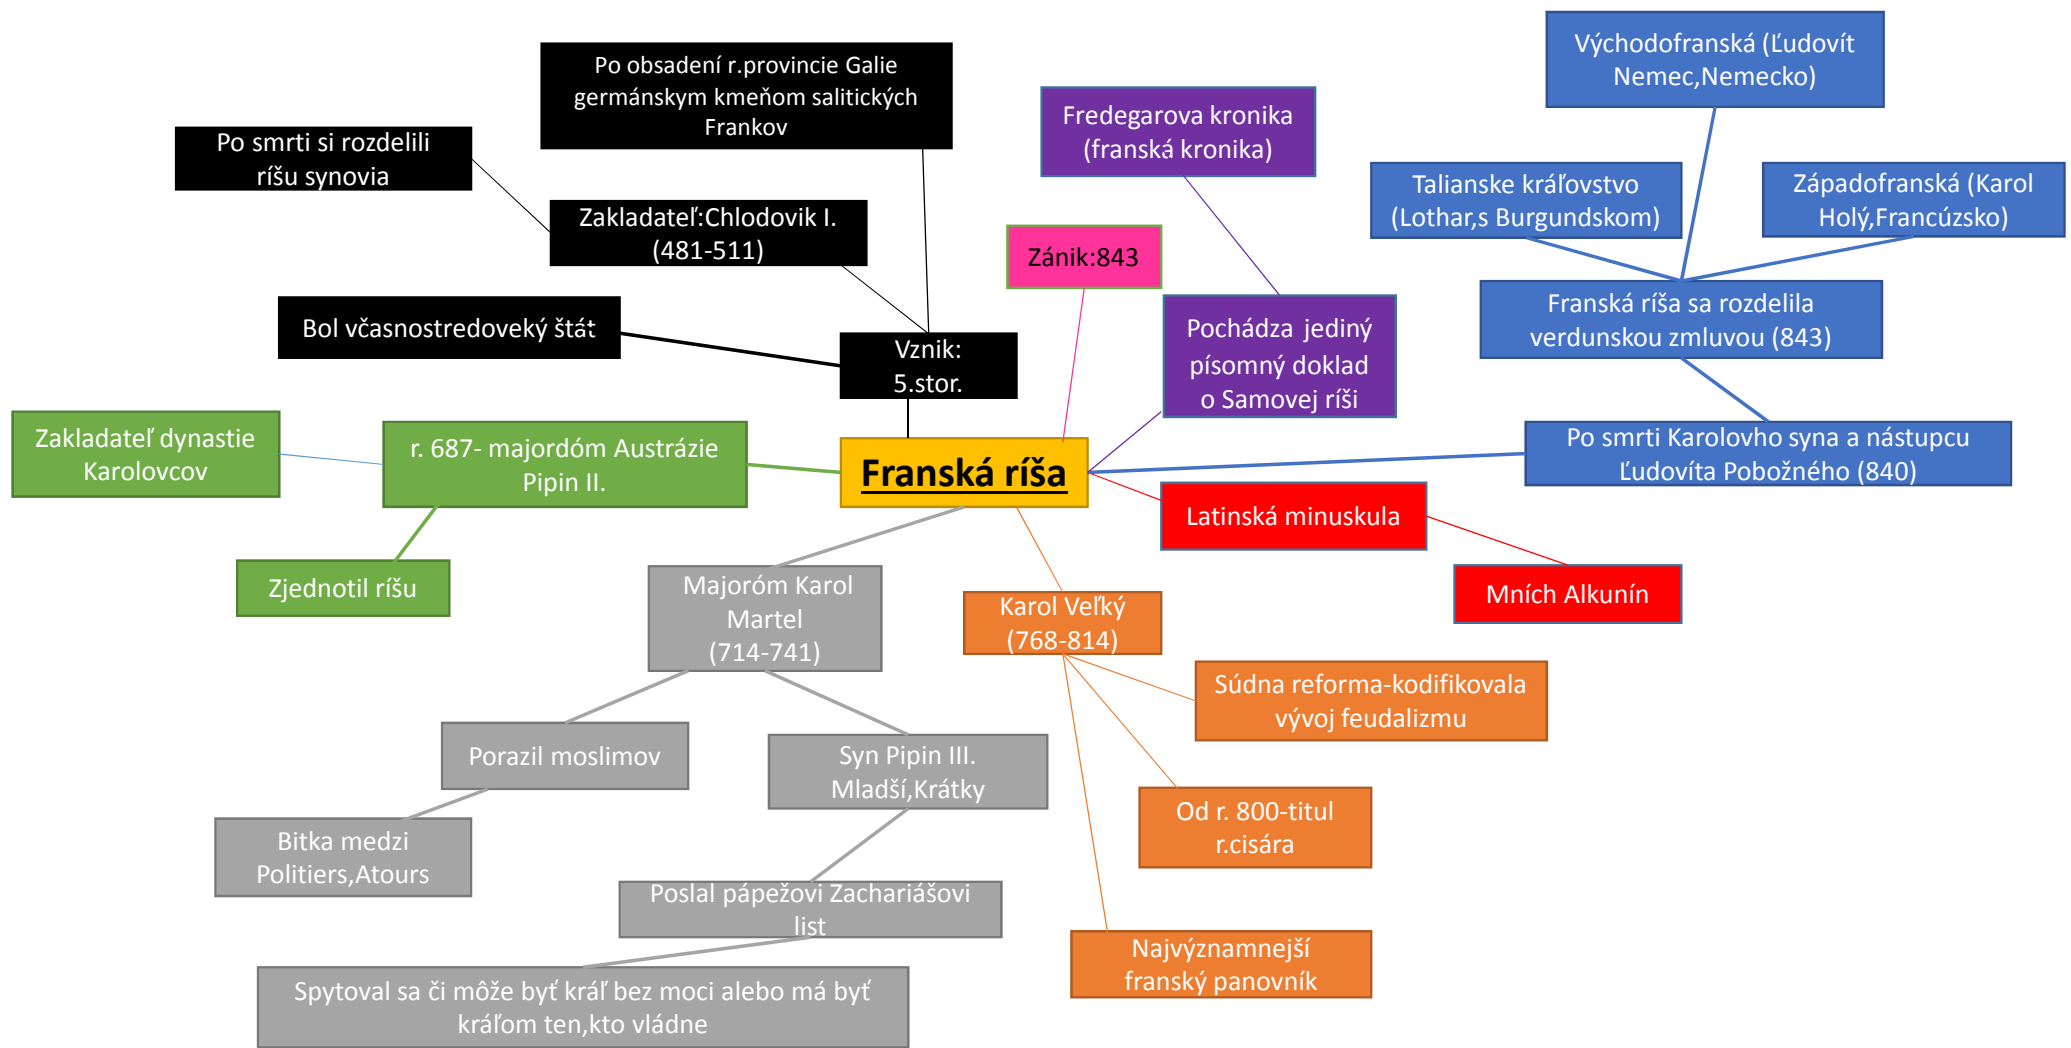 Východofranská (Ľudovít
Nemec,Nemecko)
Po obsadení r.provincie Galie
germánskym kmeňom salitických
Frankov
Fredegarova kronika
(franská kronika)
Po smrti si rozdelili
ríšu synovia
Talianske kráľovstvo
(Lothar,s Burgundskom)
Západofranská (Karol
Holý,Francúzsko)
Zakladateľ:Chlodovik I.
(481-511)
Zánik:843
Bol včasnostredoveký štát
Vznik:
5.stor.
Pochádza jediný
písomný doklad
o Samovej ríši
Franská ríša sa rozdelila
verdunskou zmluvou (843)
Zakladateľ dynastie
Karolovcov
r. 687- majordóm Austrázie
Pipin II.
Franská ríša
Po smrti Karolovho syna a nástupcu
Ľudovíta Pobožného (840)
Latinská minuskula
Zjednotil ríšu
Majoróm Karol
Martel
(714-741)
Karol Veľký
(768-814)
Mních Alkunín
Súdna reforma-kodifikovala
vývoj feudalizmu
Porazil moslimov
Syn Pipin III.
Mladší,Krátky
Od r. 800-titul
r.cisára
Bitka medzi
Politiers,Atours
Poslal pápežovi Zachariášovi
list
Najvýznamnejší
franský panovník
Spytoval sa či môže byť kráľ bez moci alebo má byť
kráľom ten,kto vládne